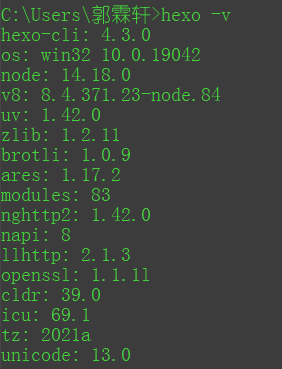 C:\Users\郭霖轩>hexo -v
hexo-cli: 4.3.0
os: win32 10.0.19042
node: 14.18.0
v8: 8.4.371.23-node.84
uv: 1.42.0
zlib: 1.2.11
brotli: 1.0.9
ares: 1.17.2
modules: 83
nghttp2: 1.42.0
napi: 8
llhttp: 2.1.3
openssl: 1.1.1l
cldr: 39.0
icu: 69.1
tz: 2021a
unicode: 13.0